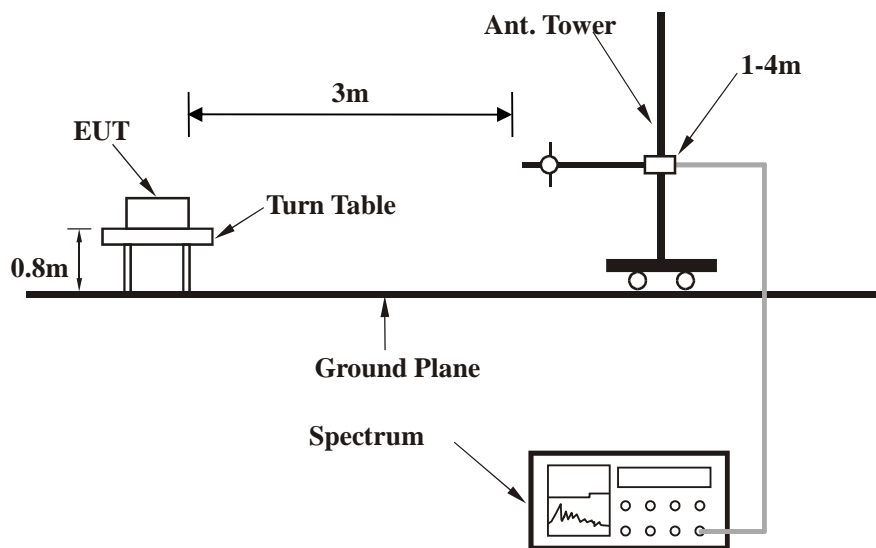 Ant. Tower
1-4m
3m
EUT
Turn Table
0.8m
Ground Plane
Spectrum